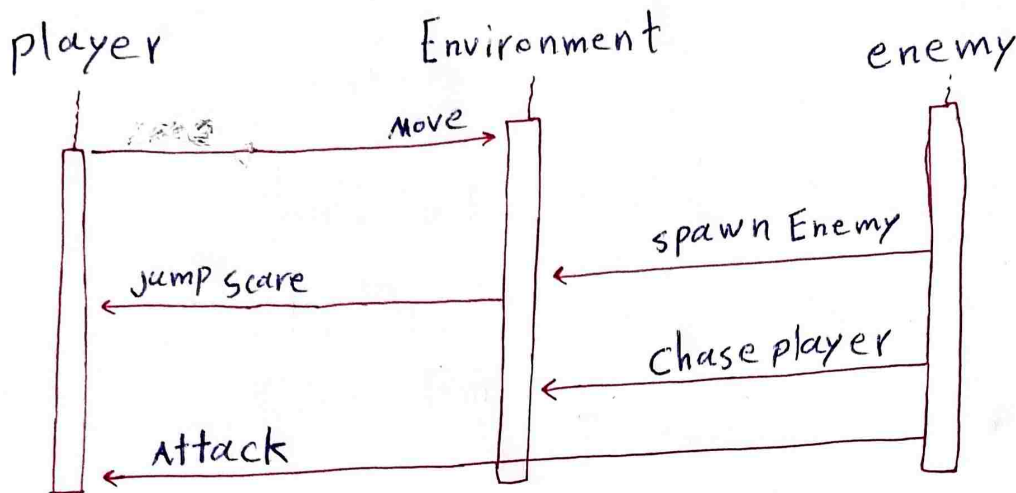 player
Environment
enemy
Move
spawn Enemy
jump scare
chase player
Attack